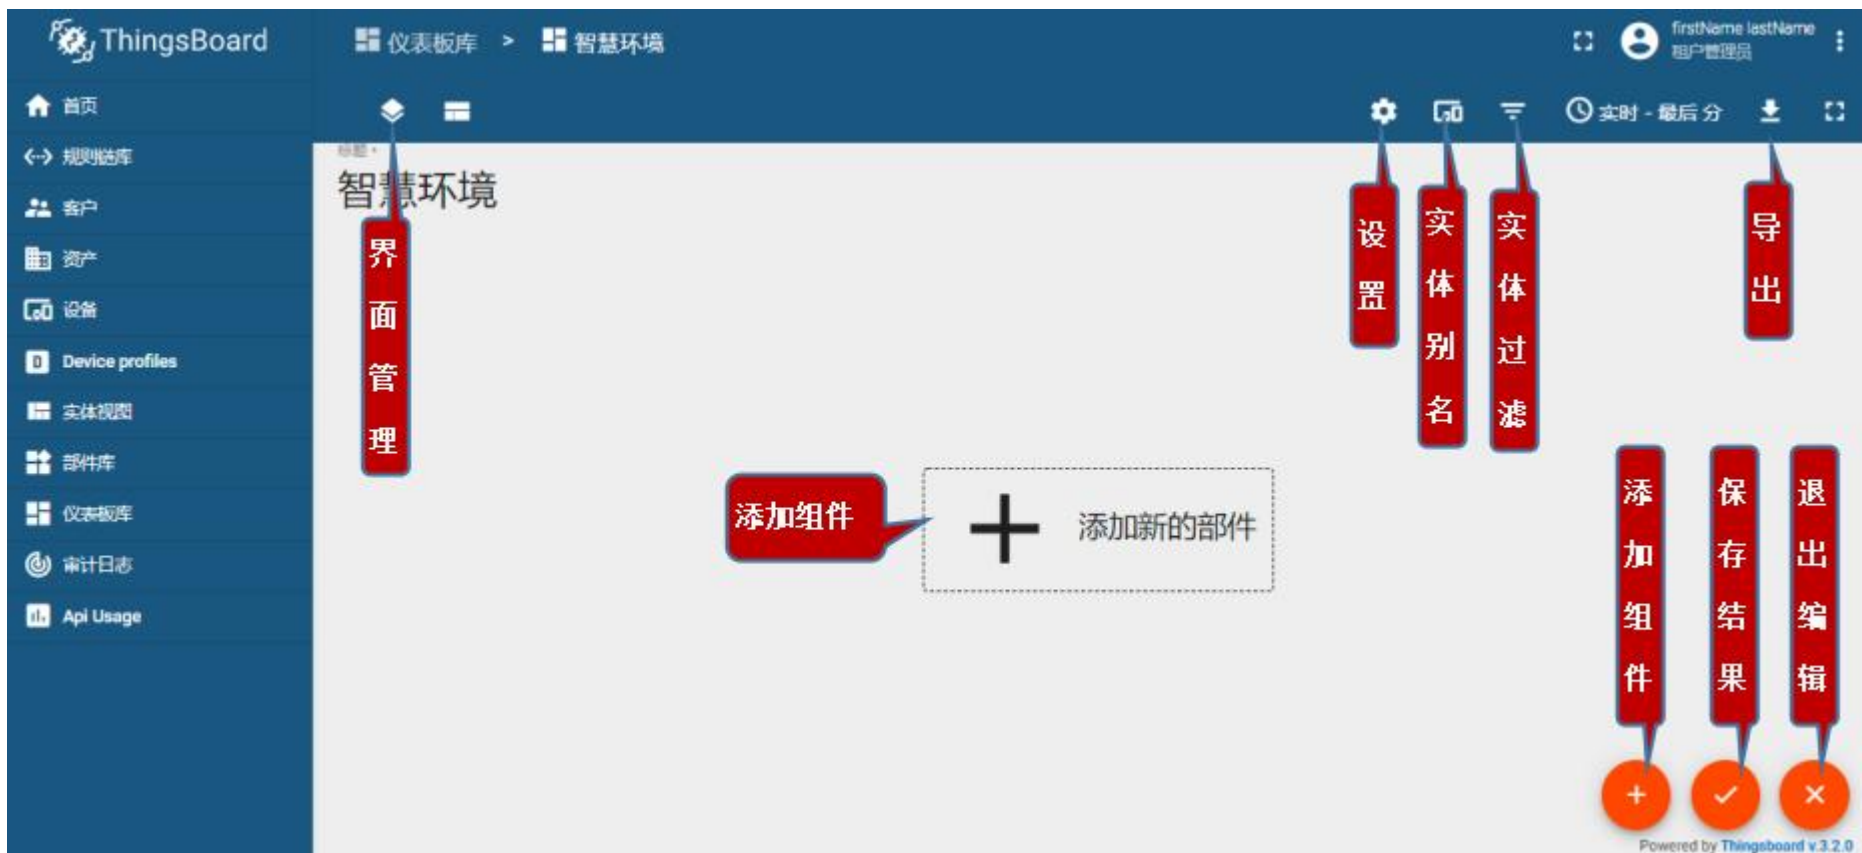 ThingsBoard
仪表板库 > 智慧环境
firstName lastName
租户管理员
首页
规则链库
客户
资产
设备
Device profiles
实体视图
部件库
仪表板库
审计日志
Api Usage
实时 - 最后 分
标题 *
智慧环境
界面管理
设置
实体别名
实体过滤
导出
添加组件
添加新的部件
添加组件
保存结果
退出编辑
Powered by Thingsboard v.3.2.0